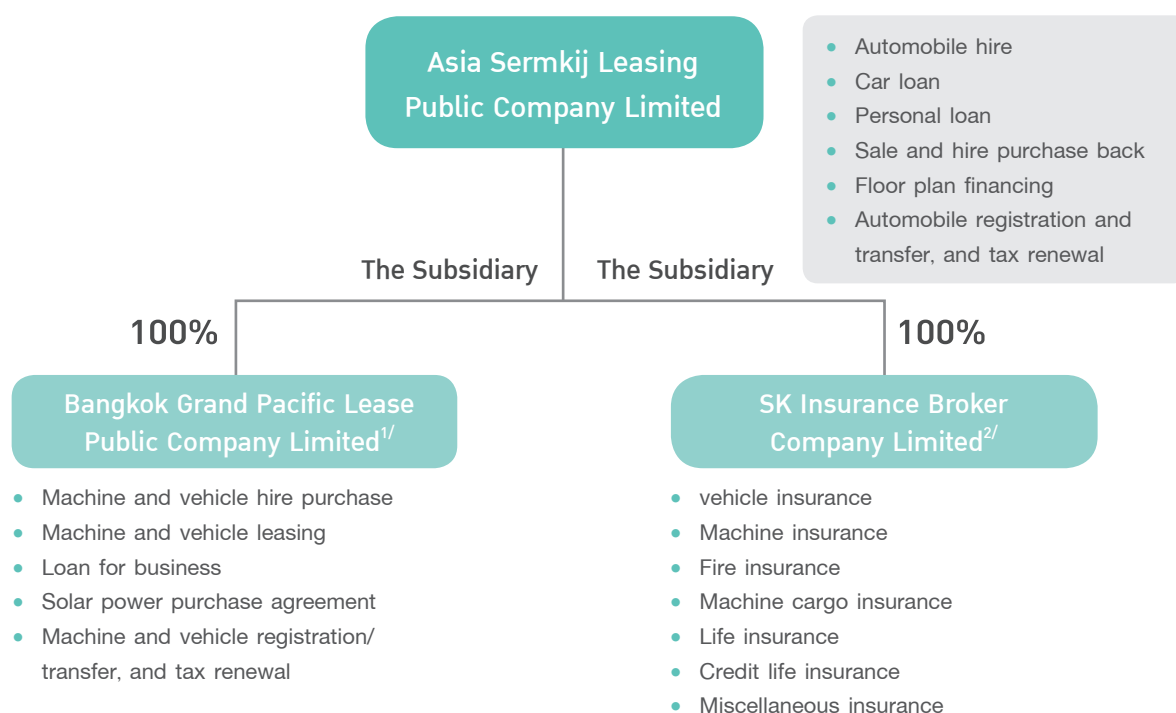 Asia Sermkij Leasing
Public Company Limited
• Automobile hire
• Car loan
• Personal loan
• Sale and hire purchase back
• Floor plan financing
• Automobile registration and
transfer, and tax renewal
The Subsidiary
The Subsidiary
100%
100%
Bangkok Grand Pacific Lease
Public Company Limited1/
• Machine and vehicle hire purchase
• Machine and vehicle leasing
• Loan for business
• Solar power purchase agreement
• Machine and vehicle registration/
transfer, and tax renewal
SK Insurance Broker
Company Limited2/
• vehicle insurance
• Machine insurance
• Fire insurance
• Machine cargo insurance
• Life insurance
• Credit life insurance
• Miscellaneous insurance